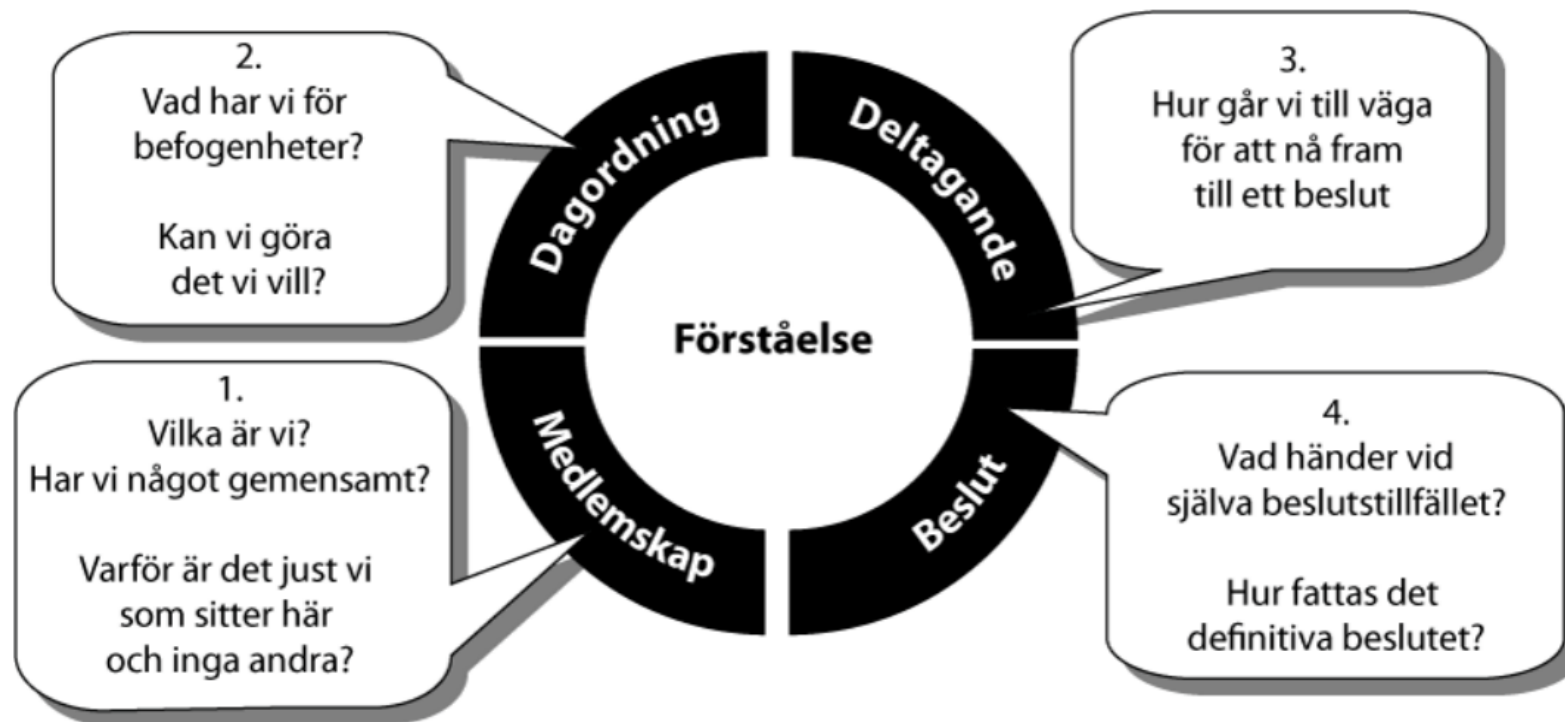 2.
Vad har vi för
befogenheter?
Kan vi göra
det vi vill?
Dagordning
Deltagande
3.
Hur går vi till väga
för att nå fram
till ett beslut
Förståelse
1.
Vilka är vi?
Har vi något gemensamt?
Varför är det just vi
som sitter här
och inga andra?
Medlemskap
Beslut
4.
Vad händer vid
själva beslutstillfället?
Hur fattas det
definitiva beslutet?